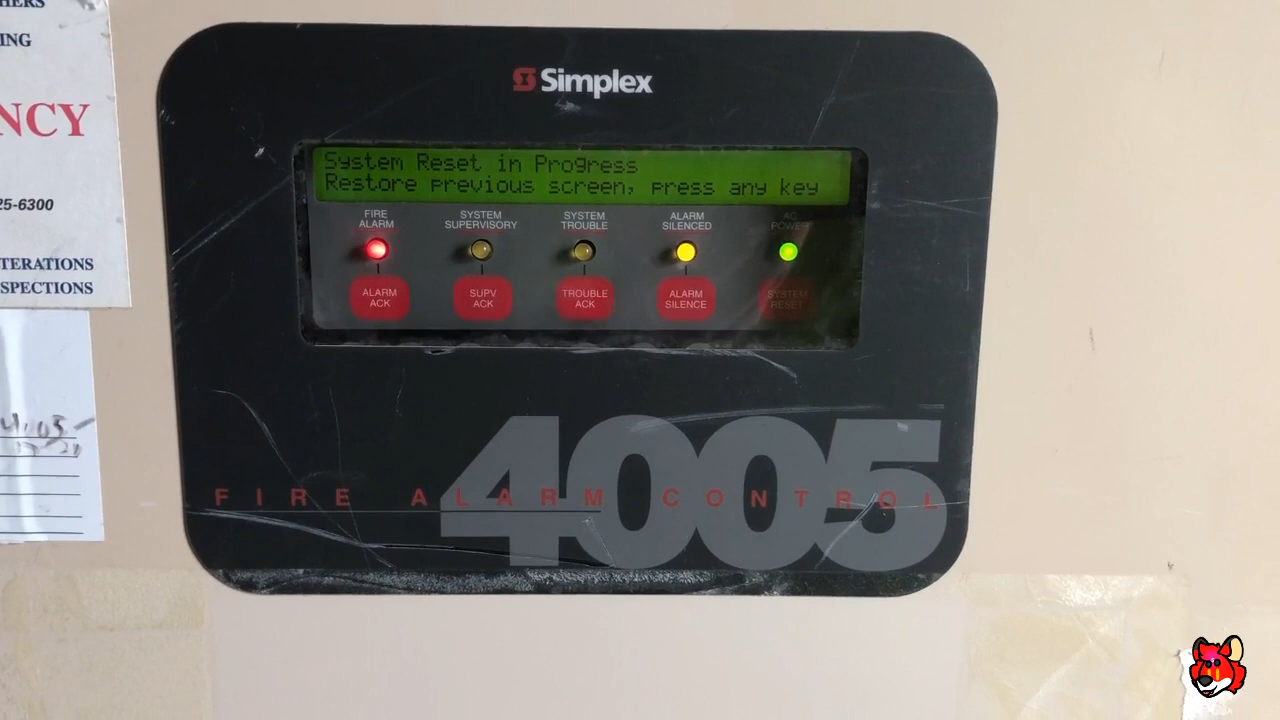 HERS
ING
NCY
25-6300
TERATIONS
SPECTIONS
Simplex
System Reset in Progress
Restore previous screen, press any key
FIRE
ALARM
SYSTEM
SUPERVISORY
SYSTEM
TROUBLE
ALARM
SILENCED
AC
POWER
ALARM
ACK
SUPV
ACK
TROUBLE
ACK
ALARM
SILENCE
SYSTEM
RESET
4005
FIRE ALARM CONTROL